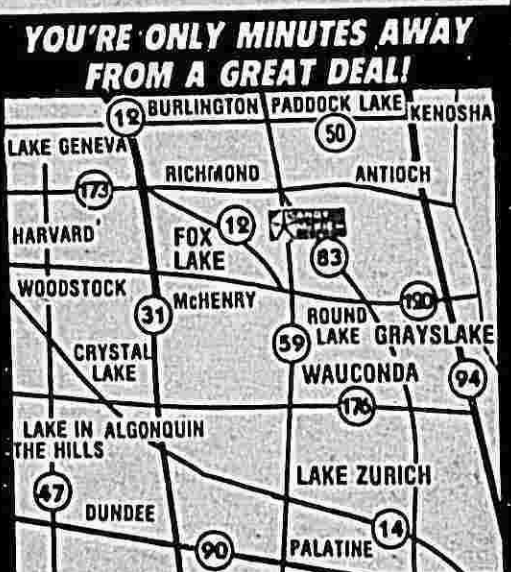 YOU'RE ONLY MINUTES AWAY
FROM A GREAT DEAL!
12 BURLINGTON PADDOCK LAKE KENOSHA
50
LAKE GENEVA
RICHMOND ANTIOCH
173
HARVARD
FOX 12
LAKE
83
WOODSTOCK McHENRY 120
31 ROUND
59 LAKE GRAYSLAKE
CRYSTAL
LAKE WAUCONDA 94
176
LAKE IN ALGONQUIN
THE HILLS
47 LAKE ZURICH
DUNDEE
14
90 PALATINE